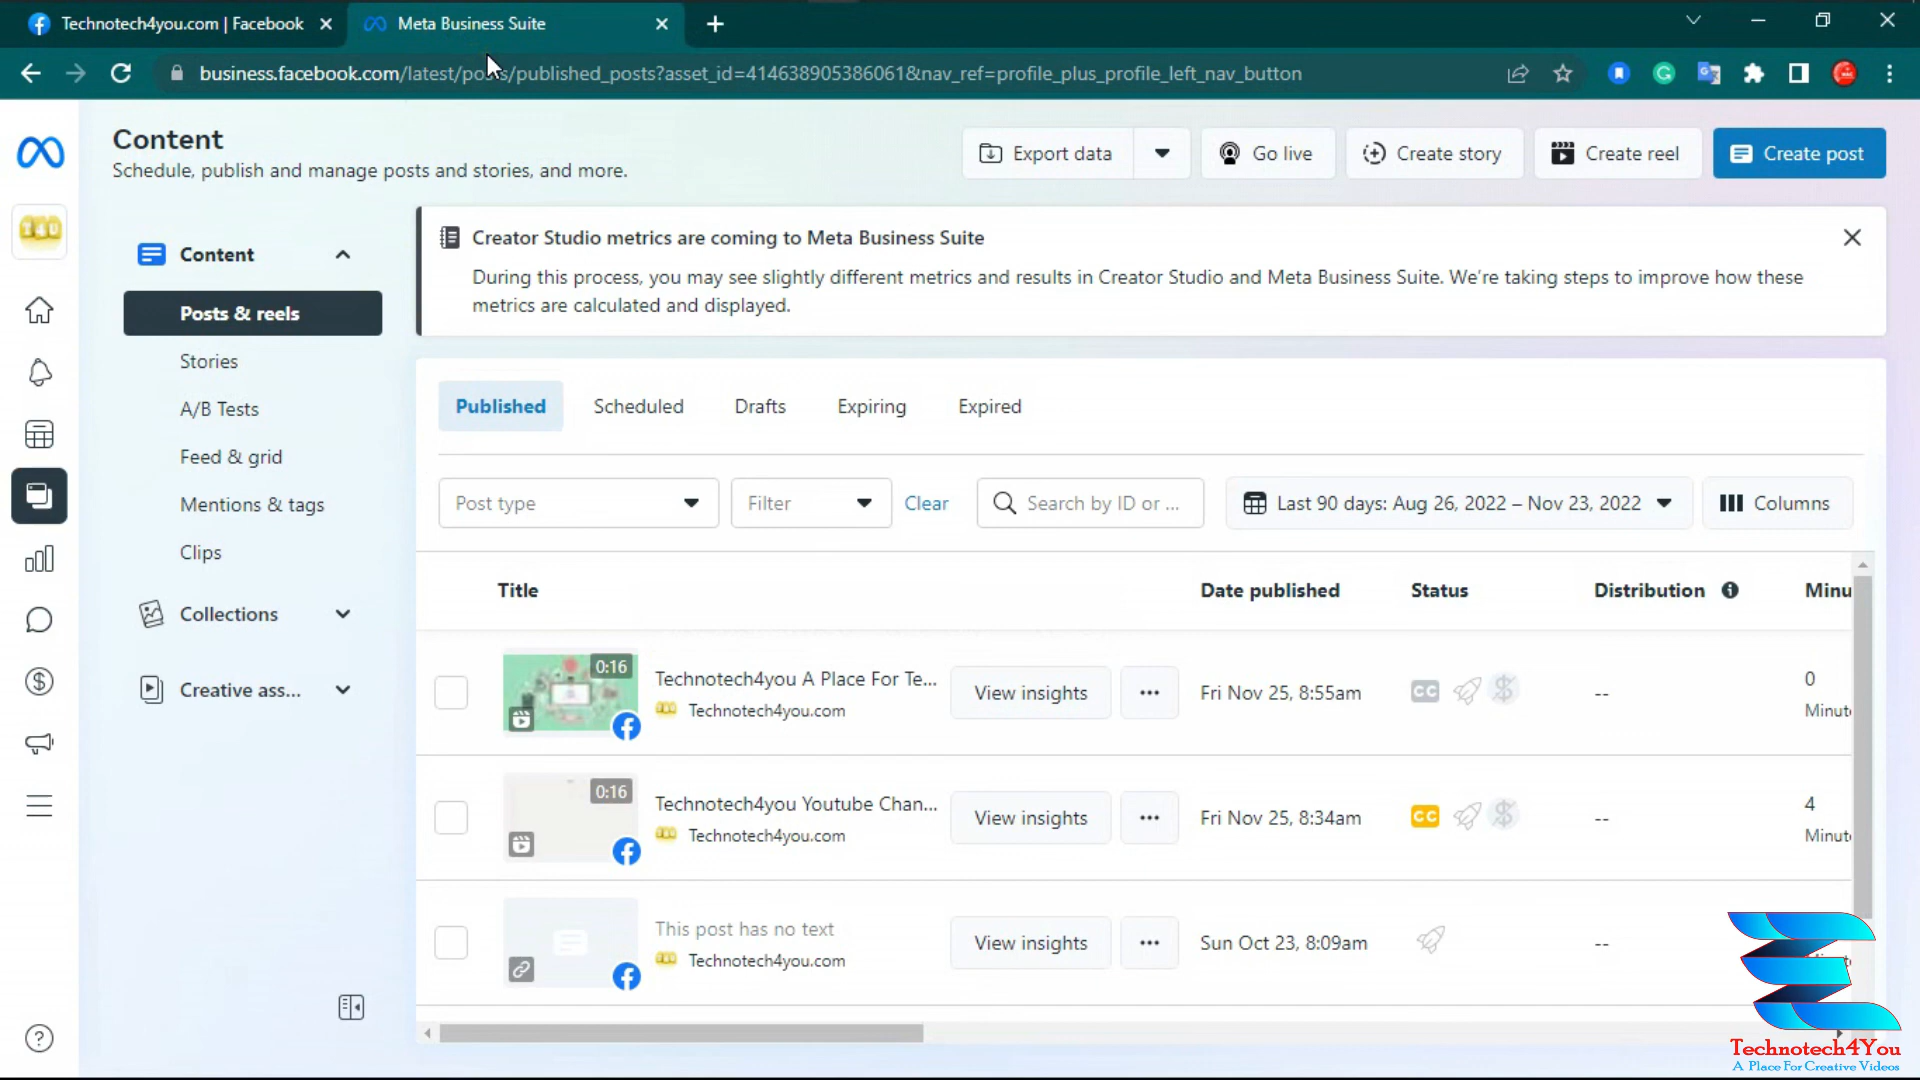 Technotech4you.com | Facebook
Meta Business Suite
business.facebook.com/latest/posts/published_posts?asset_id=414638905386061&nav_ref=profile_plus_profile_left_nav_button
Content
Schedule, publish and manage posts and stories, and more.
Export data
Go live
Create story
Create reel
Create post
Content
Posts & reels
Stories
A/B Tests
Feed & grid
Mentions & tags
Clips
Collections
Creative ass...
Creator Studio metrics are coming to Meta Business Suite
During this process, you may see slightly different metrics and results in Creator Studio and Meta Business Suite. We're taking steps to improve how these
metrics are calculated and displayed.
Published
Scheduled
Drafts
Expiring
Expired
Post type
Filter
Clear
Search by ID or ...
Last 90 days: Aug 26, 2022 – Nov 23, 2022
Columns
Title
Date published
Status
Distribution
Minu
0:16
Technotech4you A Place For Te...
Technotech4you.com
View insights
Fri Nov 25, 8:55am
CC
--
0
Minut
0:16
Technotech4you Youtube Chan...
Technotech4you.com
View insights
Fri Nov 25, 8:34am
CC
--
4
Minut
This post has no text
Technotech4you.com
View insights
Sun Oct 23, 8:09am
--
Technotech4You
A Place For Creative Videos